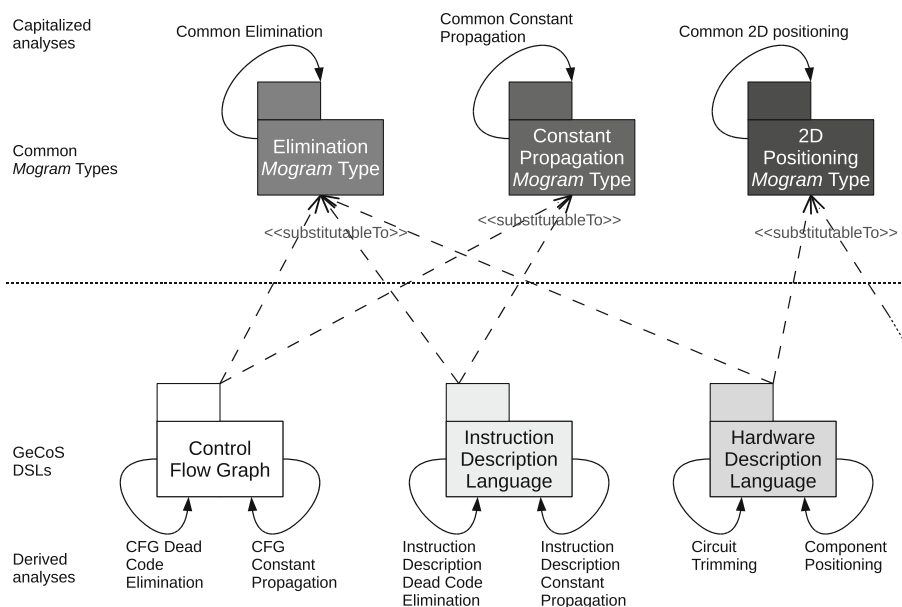 Capitalized
analyses
Common Elimination
Common Constant
Propagation
Common 2D positioning
Common
Mogram Types
Elimination
Mogram Type
Constant
Propagation
Mogram Type
2D
Positioning
Mogram Type
<<substitutableTo>>
<<substitutableTo>>
<<substitutableTo>>
GeCoS
DSLs
Control
Flow Graph
Instruction
Description
Language
Hardware
Description
Language
Derived
analyses
CFG Dead
Code
Elimination
CFG
Constant
Propagation
Instruction
Description
Dead Code
Elimination
Instruction
Description
Constant
Propagation
Circuit
Trimming
Component
Positioning